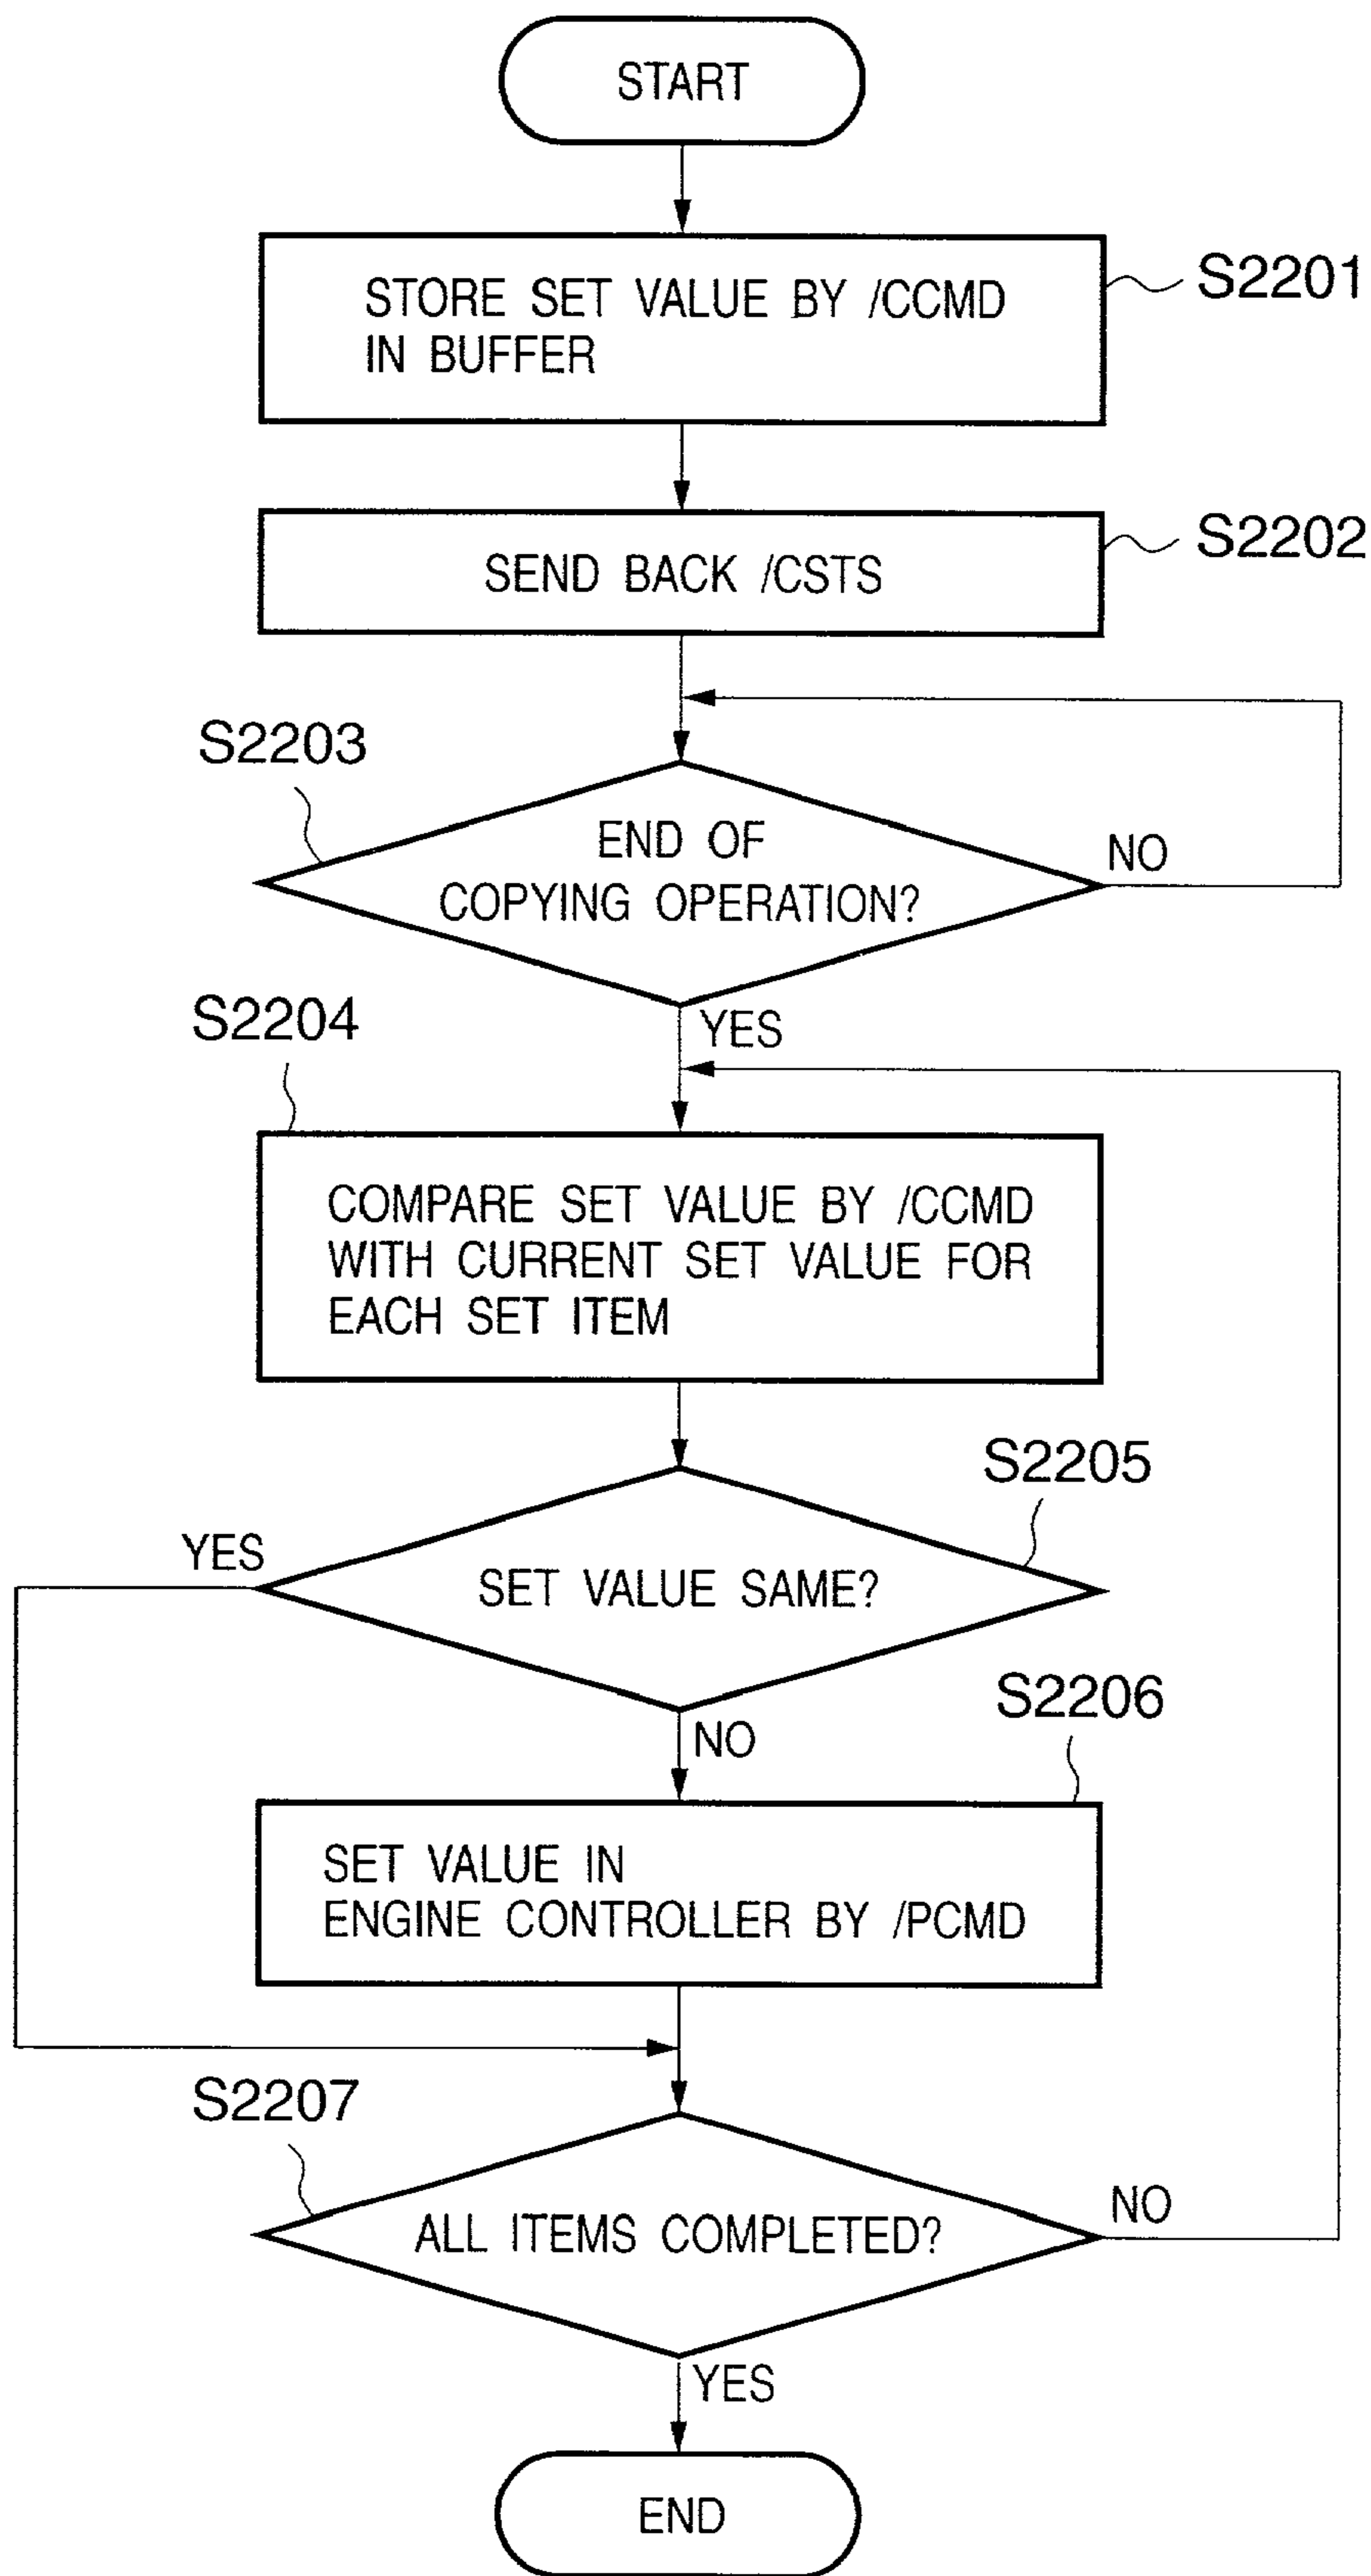 START
STORE SET VALUE BY /CCMD
IN BUFFER
S2201
SEND BACK /CSTS
S2202
S2203
END OF
COPYING OPERATION?
NO
YES
S2204
COMPARE SET VALUE BY /CCMD
WITH CURRENT SET VALUE FOR
EACH SET ITEM
S2205
YES
SET VALUE SAME?
NO
S2206
SET VALUE IN
ENGINE CONTROLLER BY /PCMD
S2207
ALL ITEMS COMPLETED?
NO
YES
END